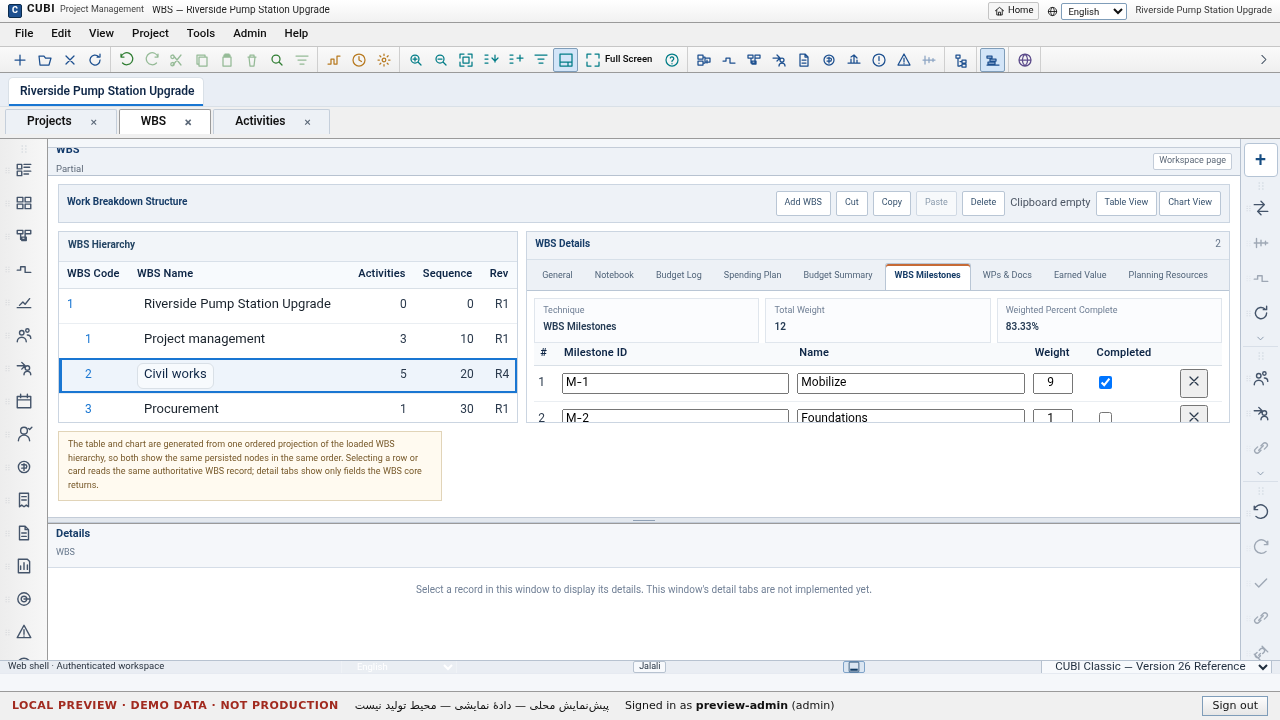 CUBI Project Management WBS — Riverside Pump Station Upgrade Home English Riverside Pump Station Upgrade
File Edit View Project Tools Admin Help
Full Screen
Riverside Pump Station Upgrade
Projects × WBS × Activities ×
WBS
Partial
Workspace page
Work Breakdown Structure Add WBS Cut Copy Paste Delete Clipboard empty Table View Chart View
WBS Hierarchy
WBS Code WBS Name Activities Sequence Rev
1 Riverside Pump Station Upgrade 0 0 R1
1 Project management 3 10 R1
2 Civil works 5 20 R4
3 Procurement 1 30 R1
WBS Details 2
General Notebook Budget Log Spending Plan Budget Summary WBS Milestones WPs & Docs Earned Value Planning Resources
Technique Total Weight Weighted Percent Complete
WBS Milestones 12 83.33%
# Milestone ID Name Weight Completed
1 M-1 Mobilize 9
2 M-2 Foundations 1
The table and chart are generated from one ordered projection of the loaded WBS
hierarchy, so both show the same persisted nodes in the same order. Selecting a row or
card reads the same authoritative WBS record; detail tabs show only fields the WBS core
returns.
Details
WBS
Select a record in this window to display its details. This window's detail tabs are not implemented yet.
Web shell · Authenticated workspace English Jalali CUBI Classic — Version 26 Reference
LOCAL PREVIEW · DEMO DATA · NOT PRODUCTION پیش‌نمایش محلی — دادهٔ نمایشی — محیط تولید نیست Signed in as preview-admin (admin) Sign out